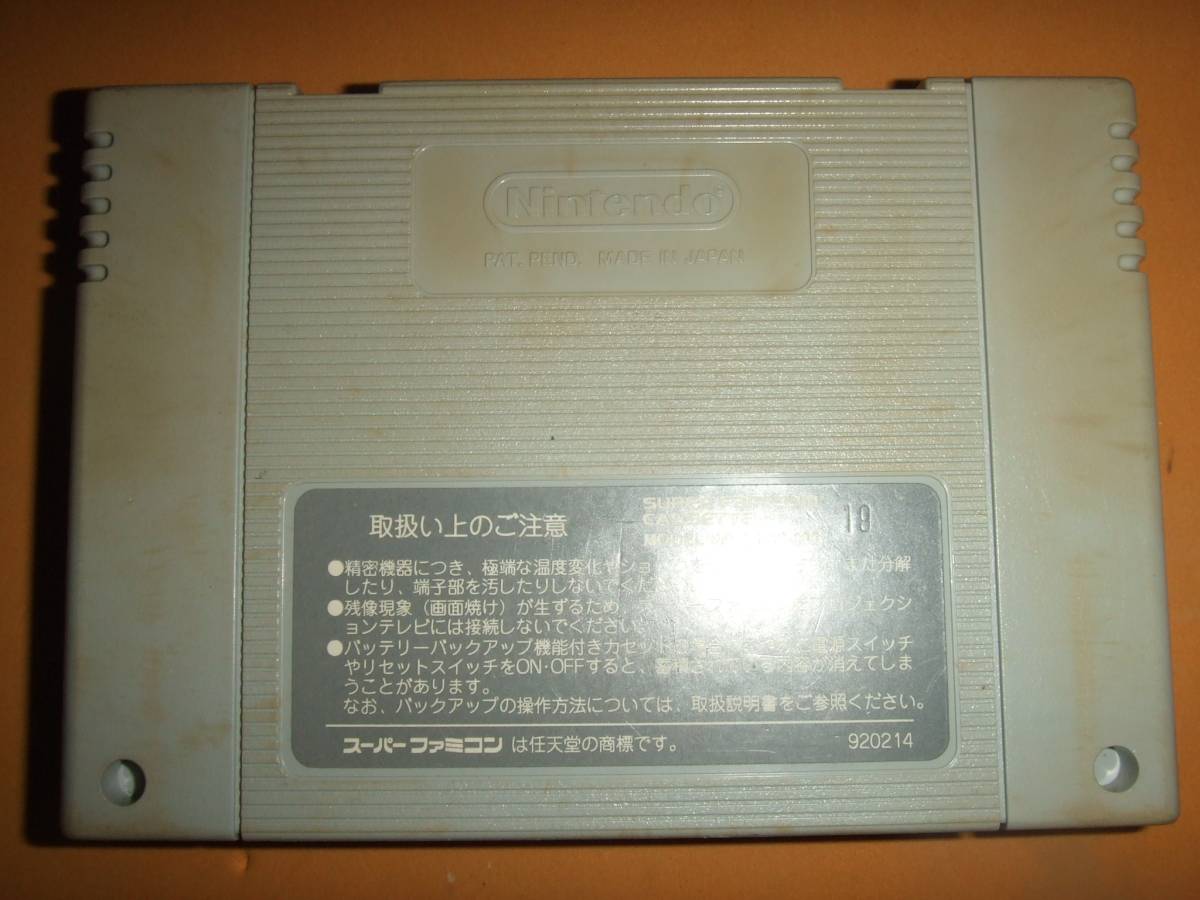 Nintendo®
PAT. PEND. MADE IN JAPAN
取扱い上のご注意
19
●精密機器につき、極端な温度変化やショ また分解
したり、端子部を汚したりしないでくだ
●残像現象（画面焼け）が生ずるため、 ロジェクシ
ョンテレビには接続しないでください。
●バッテリーバックアップ機能付きカセット 電源スイッチ
やリセットスイッチをON・OFFすると、 が消えてしま
うことがあります。
なお、バックアップの操作方法については、取扱説明書をご参照ください。
スーパーファミコン は任天堂の商標です。 920214